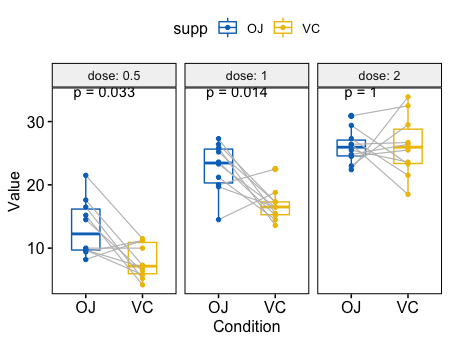 supp OJ VC
dose: 0.5 dose: 1 dose: 2
p = 0.033 p = 0.014 p = 1
30
20
10
Value
OJ VC OJ VC OJ VC
Condition